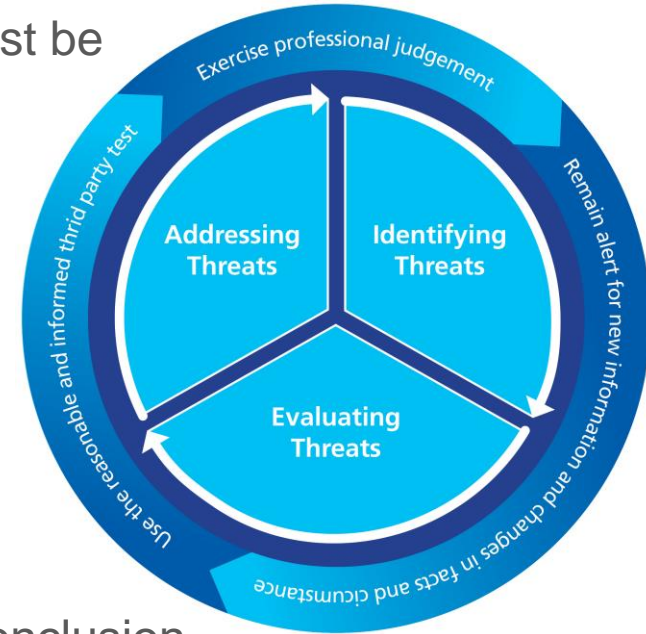 st be
Exercise professional judgement
Remain alert for new information and changes in facts and cicumstance
Use the reasonable and informed thrid party test
Addressing
Threats
Identifying
Threats
Evaluating
Threats
onclusion